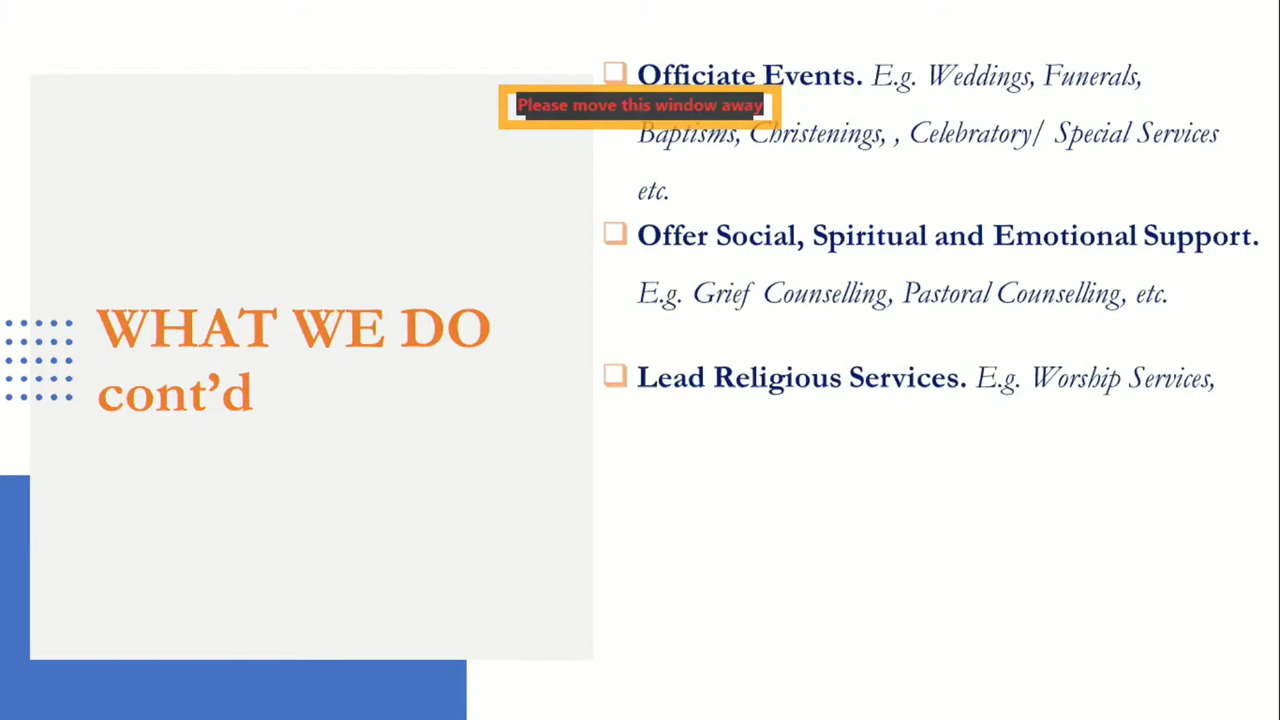 WHAT WE DO
cont’d
Officiate Events. E.g. Weddings, Funerals,
Please move this window away
Baptisms, Christenings, , Celebratory/ Special Services
etc.
Offer Social, Spiritual and Emotional Support.
E.g. Grief Counselling, Pastoral Counselling, etc.
Lead Religious Services. E.g. Worship Services,